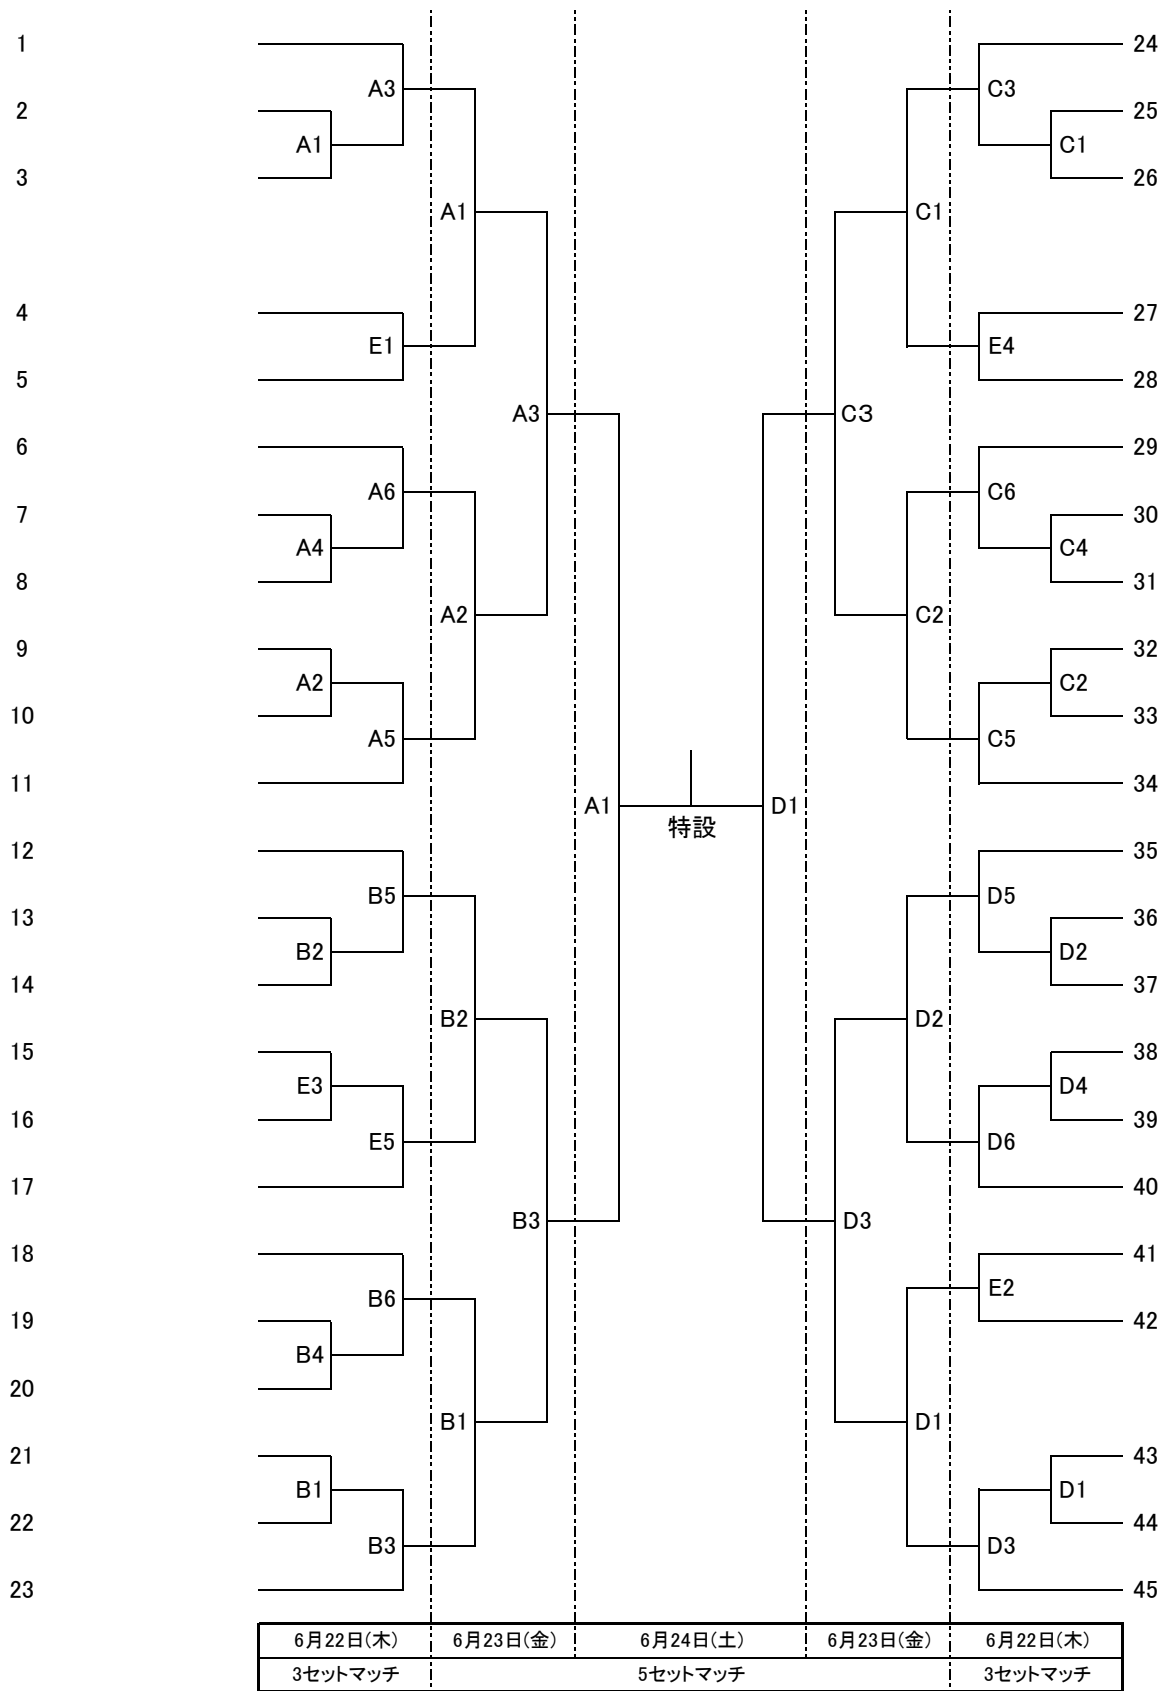 1 24
A3 C3
2 25
A1 C1
3 26
A1 C1
4 27
E1 E4
5 28
A3 C3
6 29
A6 C6
7 30
A4 C4
8 31
A2 C2
9 32
A2 C2
10 33
A5 C5
11 34
A1 D1
特設
12 35
B5 D5
13 36
B2 D2
14 37
B2 D2
15 38
E3 D4
16 39
E5 D6
17 40
B3 D3
18 41
B6 E2
19 42
B4
20
B1 D1
21 43
B1 D1
22 44
B3 D3
23 45
6月22日(木) 6月23日(金) 6月24日(土) 6月23日(金) 6月22日(木)
3セットマッチ 5セットマッチ 3セットマッチ